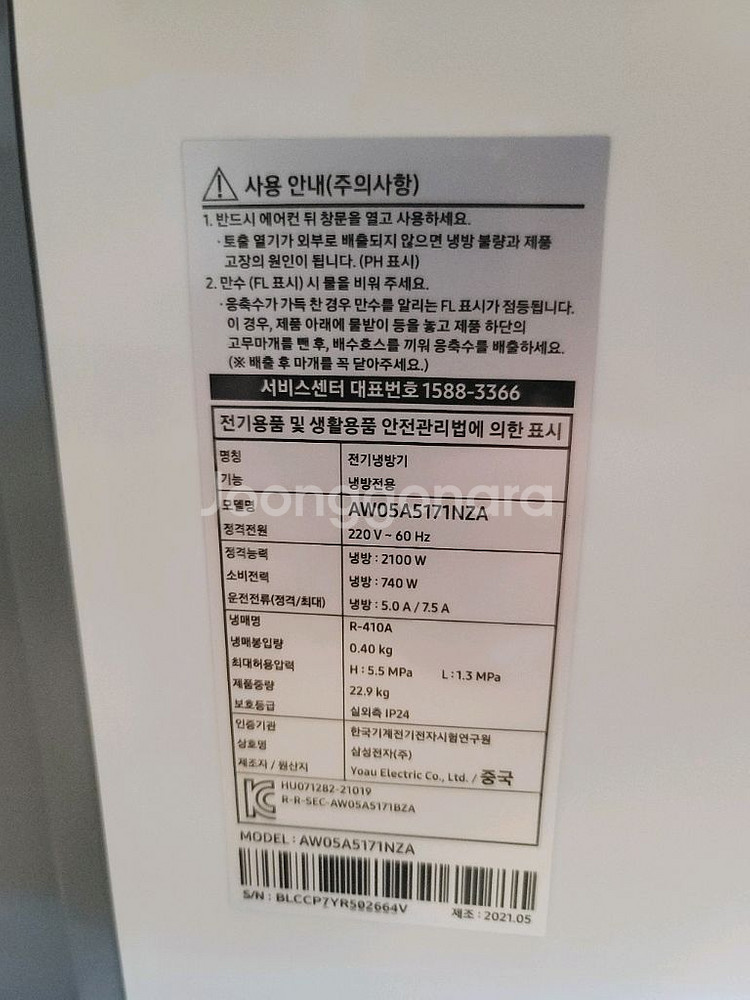 사용 안내(주의사항)
1. 반드시 에어컨 뒤 창문을 열고 사용하세요.
· 토출 열기가 외부로 배출되지 않으면 냉방 불량과 제품
고장의 원인이 됩니다. (PH 표시)
2. 만수 (FL 표시) 시 물을 비워 주세요.
· 응축수가 가득 찬 경우 만수를 알리는 FL 표시가 점등됩니다.
이 경우, 제품 아래에 물받이 등을 놓고 제품 하단의
고무마개를 뺀 후, 배수호스를 끼워 응축수를 배출하세요.
(※ 배출 후 마개를 꼭 닫아주세요.)
서비스센터 대표번호 1588-3366
전기용품 및 생활용품 안전관리법에 의한 표시
명칭 전기냉방기
기능 냉방전용
모델명 AW05A5171NZA
Joonggonara
정격전원 220 V ~ 60 Hz
정격능력 냉방 : 2100 W
소비전력 냉방 : 740 W
운전전류(정격/최대) 냉방 : 5.0 A / 7.5 A
냉매명 R-410A
냉매봉입량 0.40 kg
최대허용압력 H : 5.5 MPa L : 1.3 MPa
제품중량 22.9 kg
보호등급 실외측 IP24
인증기관 한국기계전기전자시험연구원
상호명 삼성전자(주)
제조자 / 원산지 Yoau Electric Co., Ltd. / 중국
HU071282-21019
R-R-SEC-AW05A5171BZA
MODEL : AW05A5171NZA
S/N : BLCCP7YR502664V 제조 : 2021.05